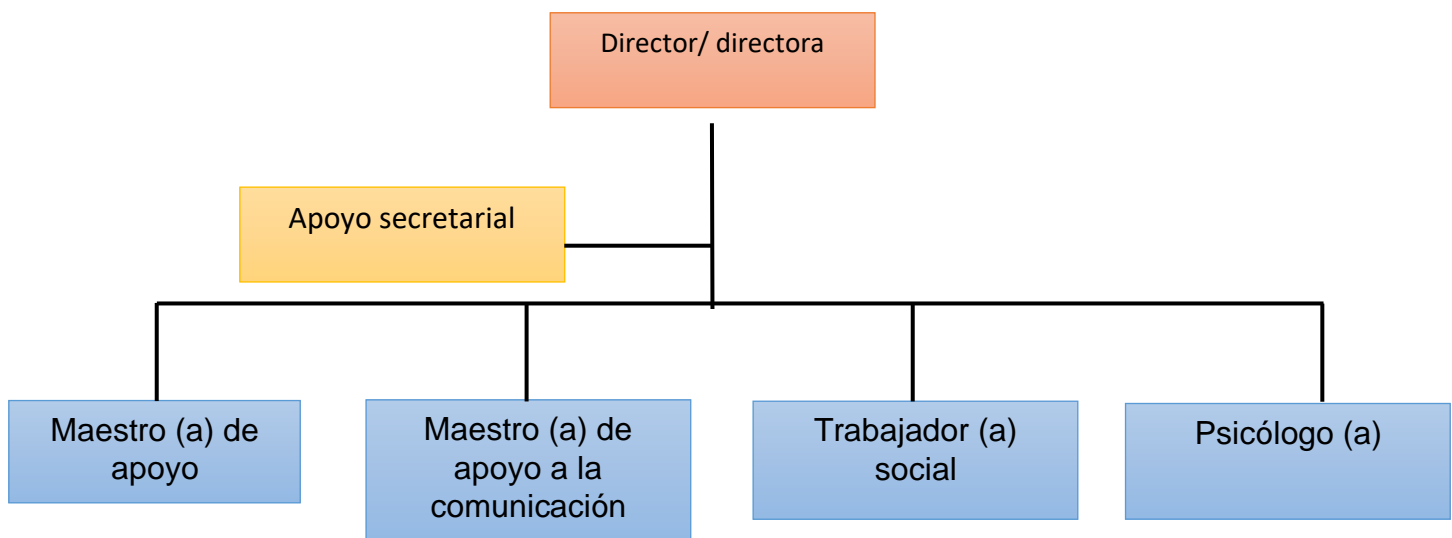 Director/ directora
Apoyo secretarial
Maestro (a) de
apoyo
Maestro (a) de
apoyo a la
comunicación
Trabajador (a)
social
Psicólogo (a)